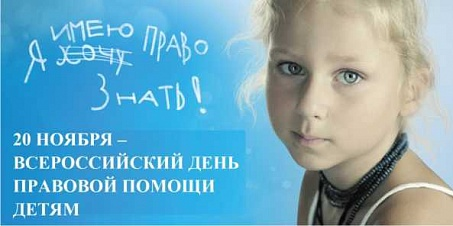 имею право
Я хочу
Знать!
20 НОЯБРЯ –
ВСЕРОССИЙСКИЙ ДЕНЬ
ПРАВОВОЙ ПОМОЩИ
ДЕТЯМ